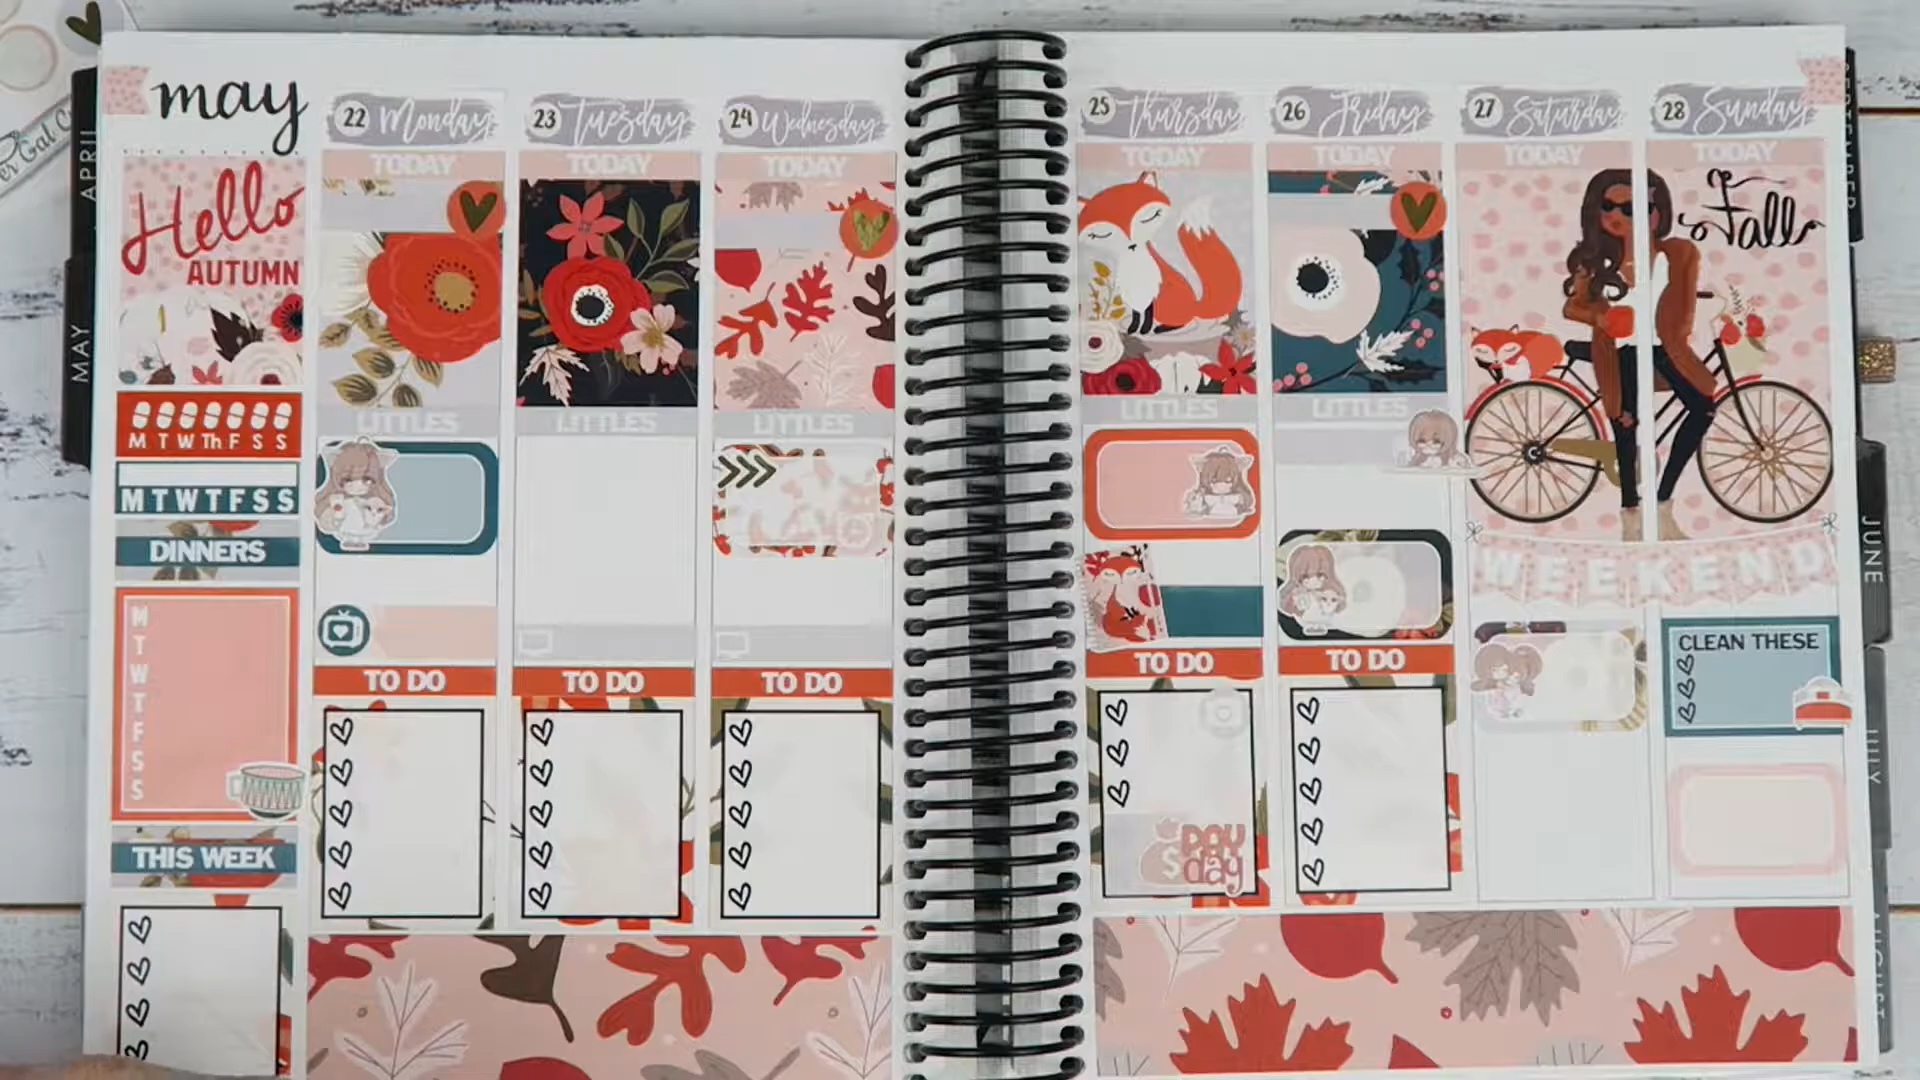 may
22 Monday
23 Tuesday
24 Wednesday
25 Thursday
26 Friday
27 Saturday
28 Sunday
TODAY
TODAY
TODAY
TODAY
TODAY
TODAY
TODAY
Hello
AUTUMN
Fall
LITTLES
LITTLES
LITTLES
LITTLES
LITTLES
M T W Th F S S
M T W T F S S
DINNERS
M
T
W
T
F
S
S
WEEKEND
CLEAN THESE
TO DO
TO DO
TO DO
TO DO
TO DO
PAY
$ day
THIS WEEK
APRIL
MAY
JUNE
JULY
AUGUST